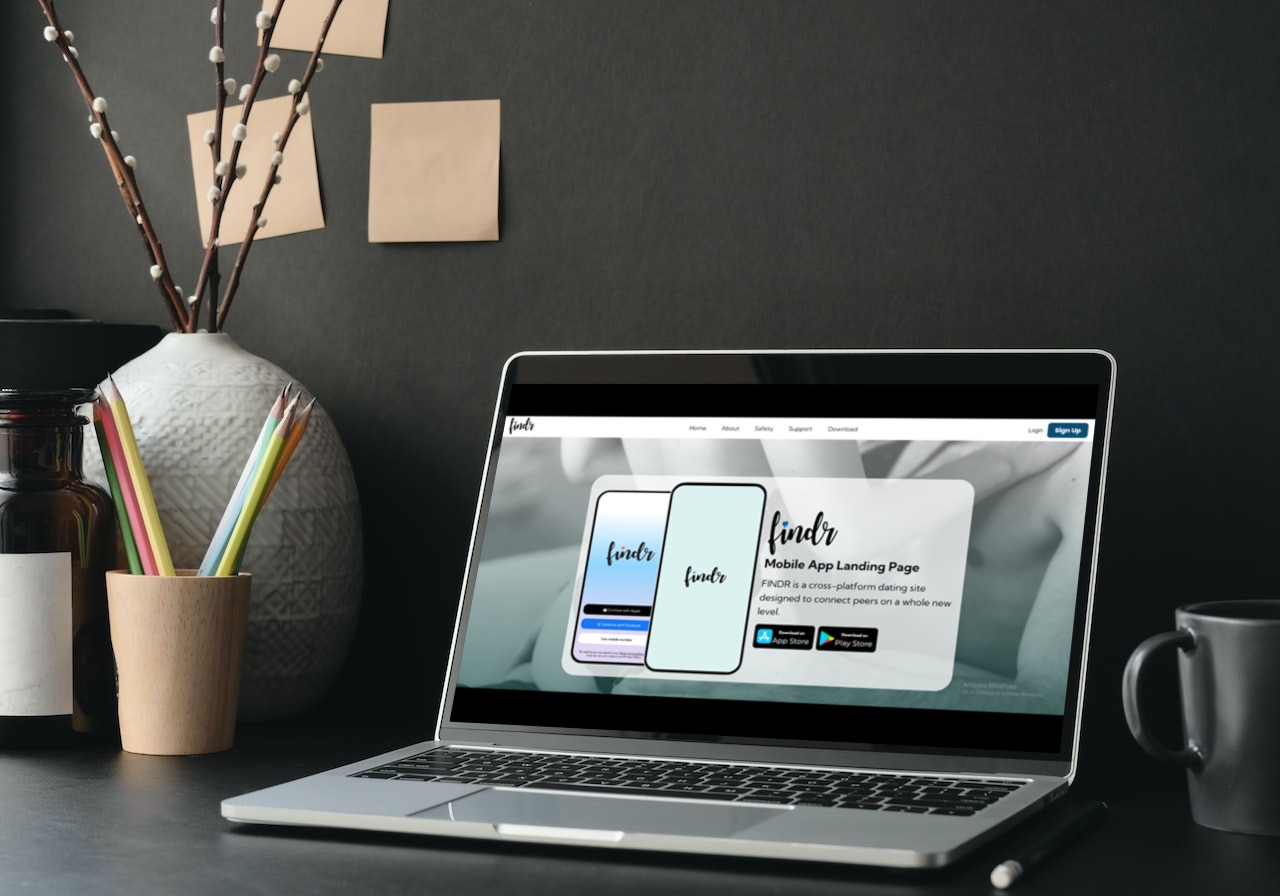 findr
Home About Safety Support Download
Login Sign Up
findr
Continue with Apple
Continue with Facebook
Use mobile number
findr
findr
Mobile App Landing Page
FINDR is a cross-platform dating site
designed to connect peers on a whole new
level.
Download on
App Store
Download on
Play Store
Activate Windows
Go to Settings to activate Windows.